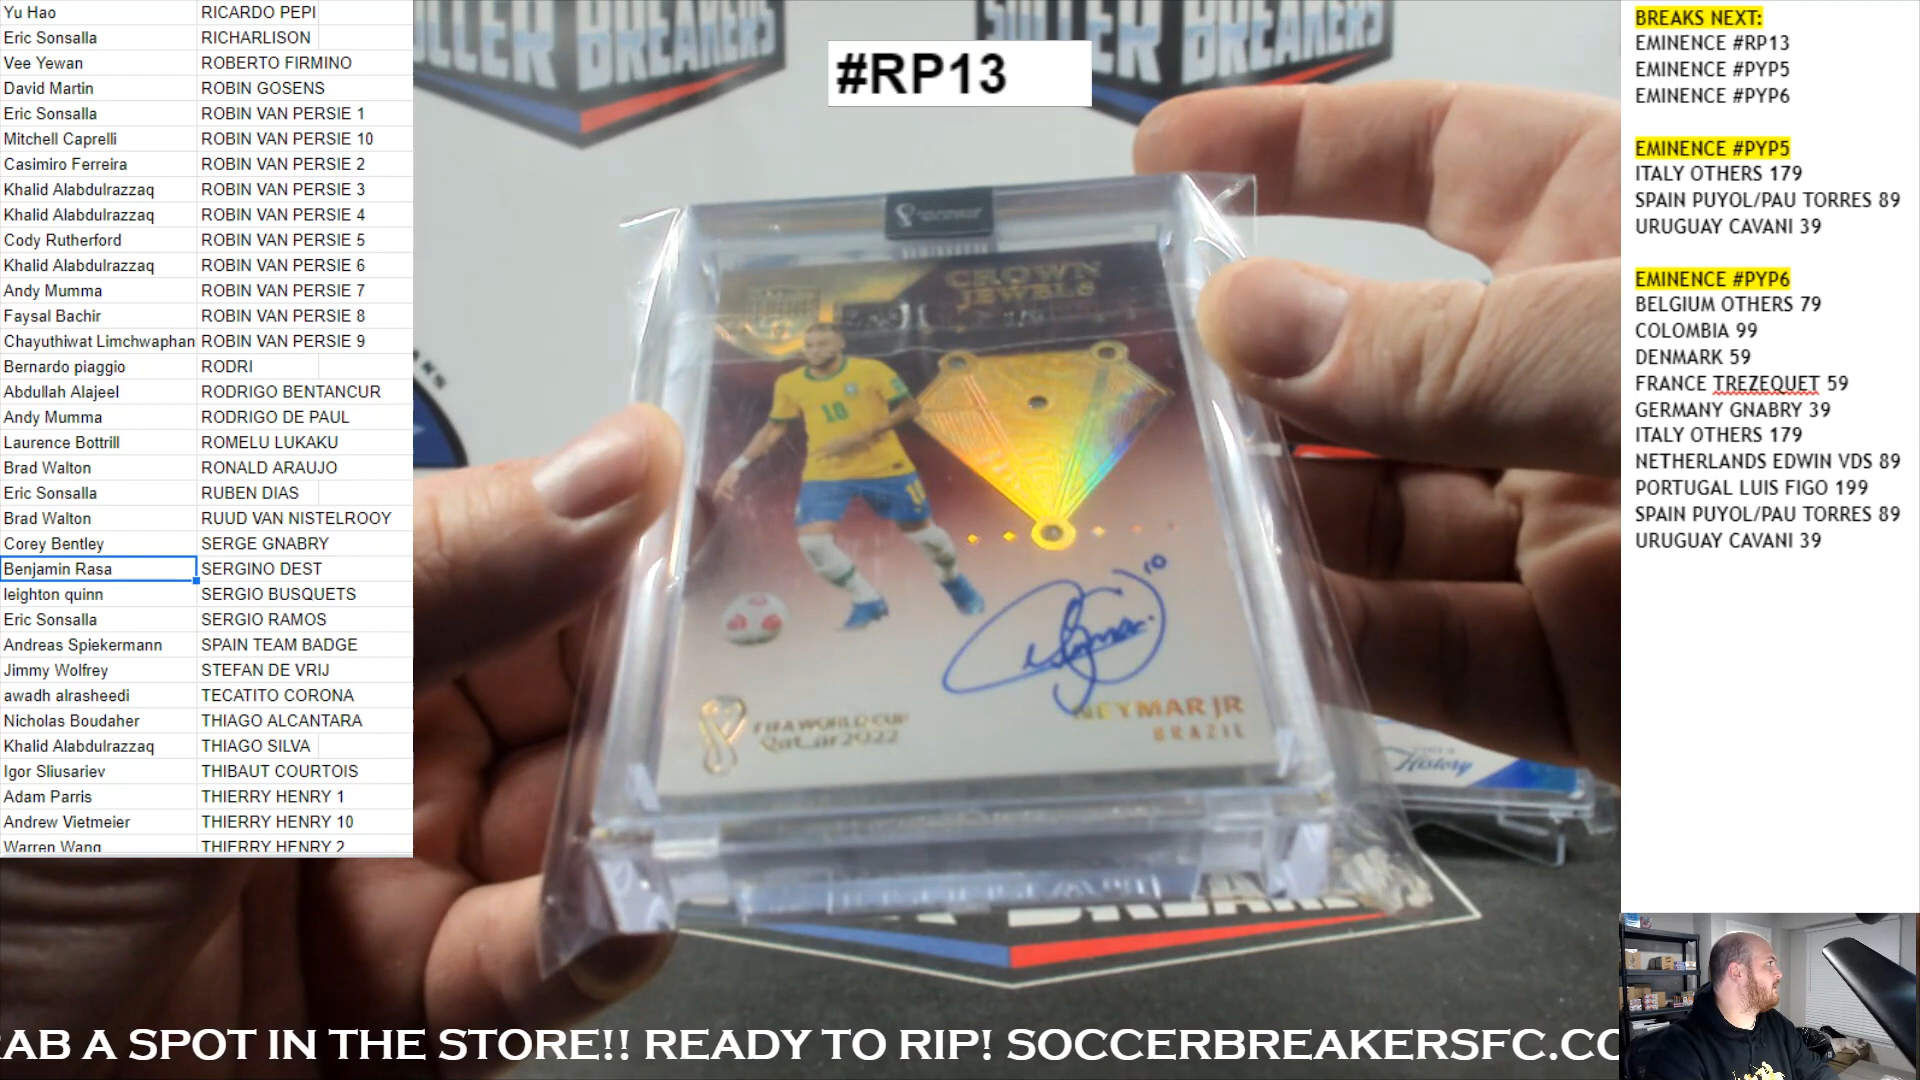 Yu Hao RICARDO PEPI
Eric Sonsalla RICHARLISON
Vee Yewan ROBERTO FIRMINO
David Martin ROBIN GOSENS
Eric Sonsalla ROBIN VAN PERSIE 1
Mitchell Caprelli ROBIN VAN PERSIE 10
Casimiro Ferreira ROBIN VAN PERSIE 2
Khalid Alabdulrazzaq ROBIN VAN PERSIE 3
Khalid Alabdulrazzaq ROBIN VAN PERSIE 4
Cody Rutherford ROBIN VAN PERSIE 5
Khalid Alabdulrazzaq ROBIN VAN PERSIE 6
Andy Mumma ROBIN VAN PERSIE 7
Faysal Bachir ROBIN VAN PERSIE 8
Chayuthiwat Limchwaphan ROBIN VAN PERSIE 9
Bernardo piaggio RODRI
Abdullah Alajeel RODRIGO BENTANCUR
Andy Mumma RODRIGO DE PAUL
Laurence Bottrill ROMELU LUKAKU
Brad Walton RONALD ARAUJO
Eric Sonsalla RUBEN DIAS
Brad Walton RUUD VAN NISTELROOY
Corey Bentley SERGE GNABRY
Benjamin Rasa SERGINO DEST
leighton quinn SERGIO BUSQUETS
Eric Sonsalla SERGIO RAMOS
Andreas Spiekermann SPAIN TEAM BADGE
Jimmy Wolfrey STEFAN DE VRIJ
awadh alrasheedi TECATITO CORONA
Nicholas Boudaher THIAGO ALCANTARA
Khalid Alabdulrazzaq THIAGO SILVA
Igor Sliusariev THIBAUT COURTOIS
Adam Parris THIERRY HENRY 1
Andrew Vietmeier THIERRY HENRY 10
Warren Wang THIERRY HENRY 2
BREAKERS
#RP13
CROWN
JEWELS
10
NEYMAR JR
BRAZIL
FIFA WORLD CUP
Qatar2022
History
BREAKS NEXT:
EMINENCE #RP13
EMINENCE #PYP5
EMINENCE #PYP6
EMINENCE #PYP5
ITALY OTHERS 179
SPAIN PUYOL/PAU TORRES 89
URUGUAY CAVANI 39
EMINENCE #PYP6
BELGIUM OTHERS 79
COLOMBIA 99
DENMARK 59
FRANCE TREZEQUET 59
GERMANY GNABRY 39
ITALY OTHERS 179
NETHERLANDS EDWIN VDS 89
PORTUGAL LUIS FIGO 199
SPAIN PUYOL/PAU TORRES 89
URUGUAY CAVANI 39
RAB A SPOT IN THE STORE!! READY TO RIP! SOCCERBREAKERSFC.CO